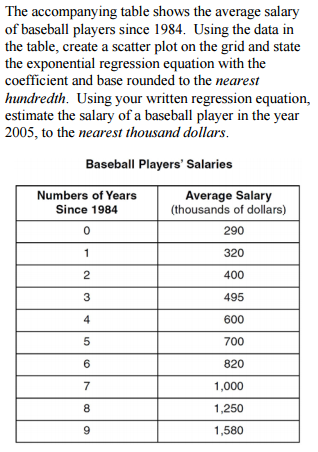 The accompanying table shows the average salary
of baseball players since 1984. Using the data in
the table, create a scatter plot on the grid and state
the exponential regression equation with the
coefficient and base rounded to the nearest
hundredth. Using your written regression equation,
estimate the salary of a baseball player in the year
2005, to the nearest thousand dollars.
Baseball Players' Salaries
Numbers of Years Since 1984 Average Salary (thousands of dollars)
0 290
1 320
2 400
3 495
4 600
5 700
6 820
7 1,000
8 1,250
9 1,580